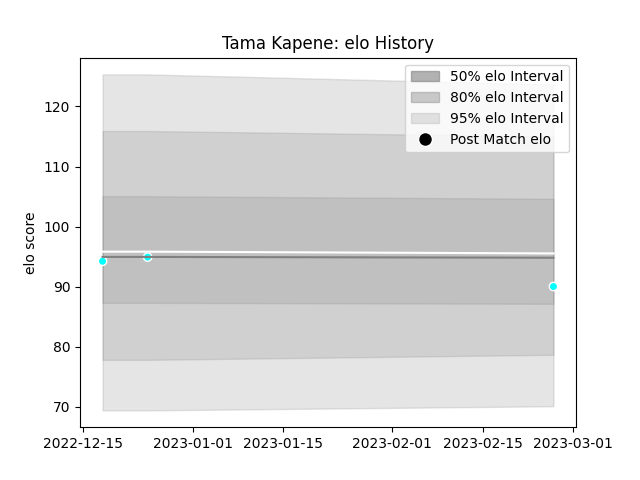 Tama Kapene: elo History
50% elo Interval
80% elo Interval
95% elo Interval
Post Match elo
elo score
120
110
100
90
80
70
2022-12-15 2023-01-01 2023-01-15 2023-02-01 2023-02-15 2023-03-01